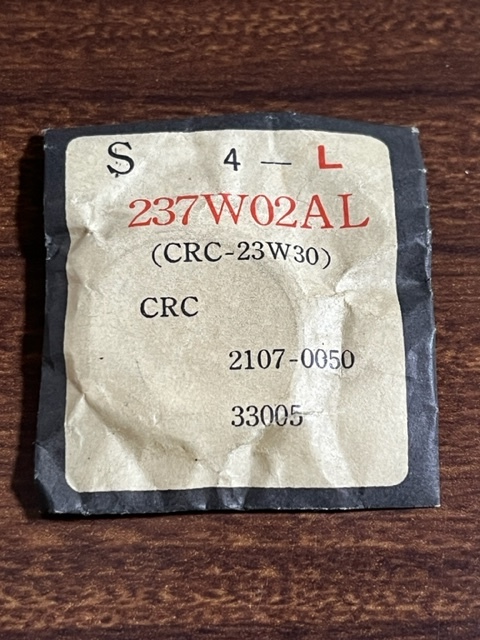 S 4 — L
237W02AL
(CRC-23W30)
CRC
2107-0050
33005